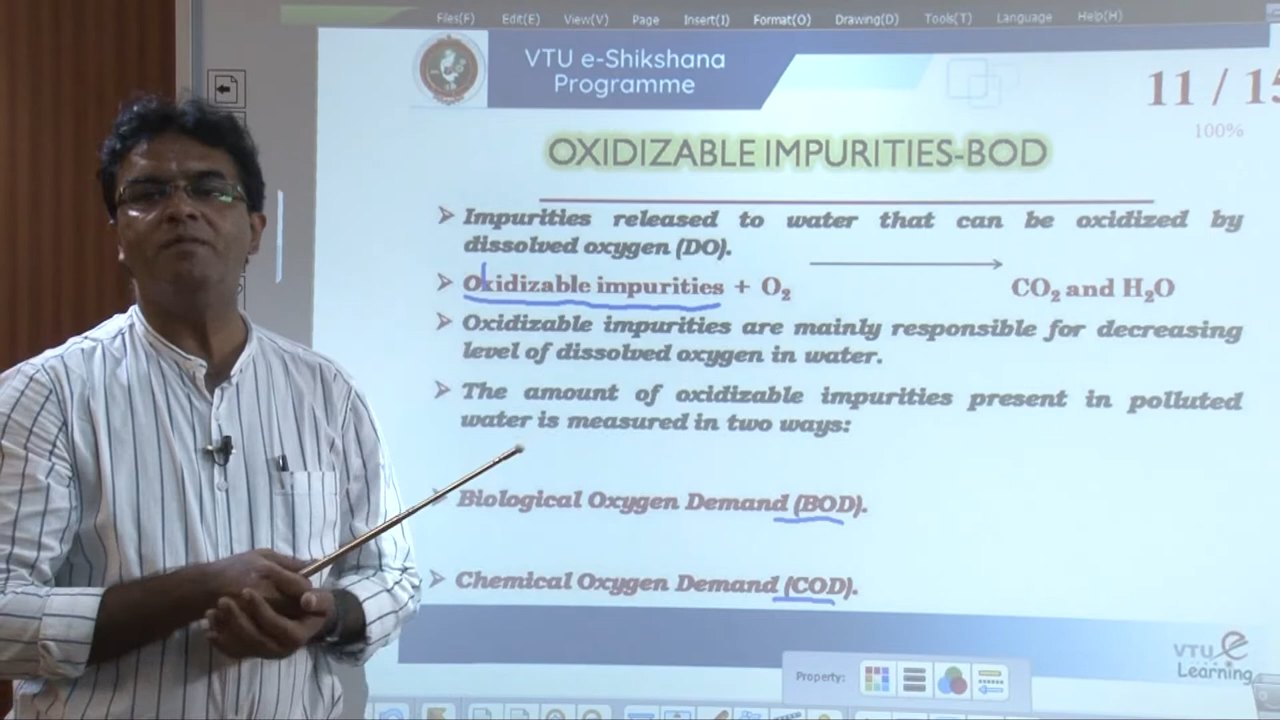 Files(F) Edit(E) View(V) Page Insert(I) Format(O) Drawing(D) Tools(T) Language Help(H)
VTU e-Shikshana
Programme
11 / 15
100%
OXIDIZABLE IMPURITIES-BOD
Impurities released to water that can be oxidized by
dissolved oxygen (DO).
Oxidizable impurities + O₂ CO₂ and H₂O
Oxidizable impurities are mainly responsible for decreasing
level of dissolved oxygen in water.
The amount of oxidizable impurities present in polluted
water is measured in two ways:
Biological Oxygen Demand (BOD).
Chemical Oxygen Demand (COD).
VTU e
Learning
Property: